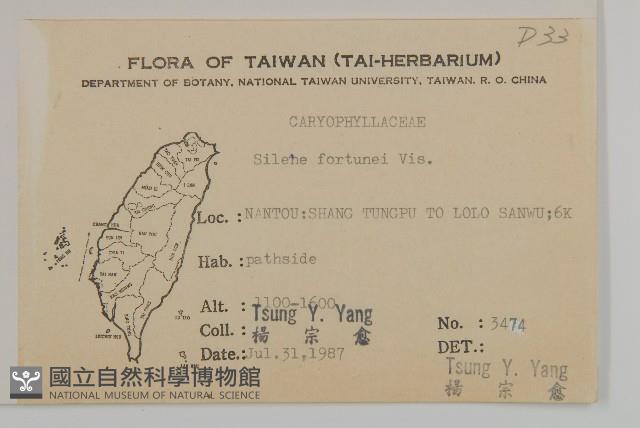 D33
FLORA OF TAIWAN (TAI-HERBARIUM)
DEPARTMENT OF BOTANY, NATIONAL TAIWAN UNIVERSITY, TAIWAN. R. O. CHINA
CARYOPHYLLACEAE
Silene fortunei Vis.
Loc. : NANTOU:SHANG TUNGPU TO LOLO SANWU;6K
Hab. : pathside
Alt. : 1100-1600
Coll. : Tsung Y. Yang
楊宗愈
No. : 3474
Date.: Jul.31,1987
DET.:
Tsung Y. Yang
楊宗愈
國立自然科學博物館
NATIONAL MUSEUM OF NATURAL SCIENCE